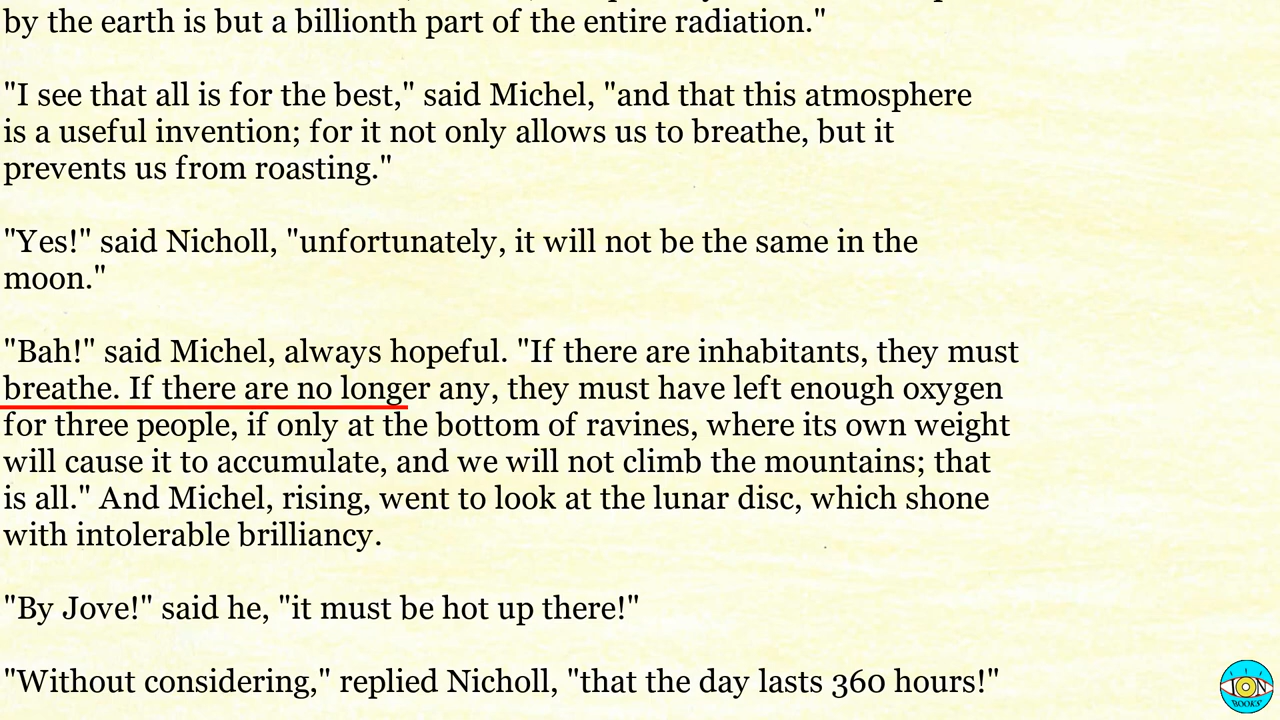 by the earth is but a billionth part of the entire radiation."
"I see that all is for the best," said Michel, "and that this atmosphere
is a useful invention; for it not only allows us to breathe, but it
prevents us from roasting."
"Yes!" said Nicholl, "unfortunately, it will not be the same in the
moon."
"Bah!" said Michel, always hopeful. "If there are inhabitants, they must
breathe. If there are no longer any, they must have left enough oxygen
for three people, if only at the bottom of ravines, where its own weight
will cause it to accumulate, and we will not climb the mountains; that
is all." And Michel, rising, went to look at the lunar disc, which shone
with intolerable brilliancy.
"By Jove!" said he, "it must be hot up there!"
"Without considering," replied Nicholl, "that the day lasts 360 hours!"
ION
BOOKS